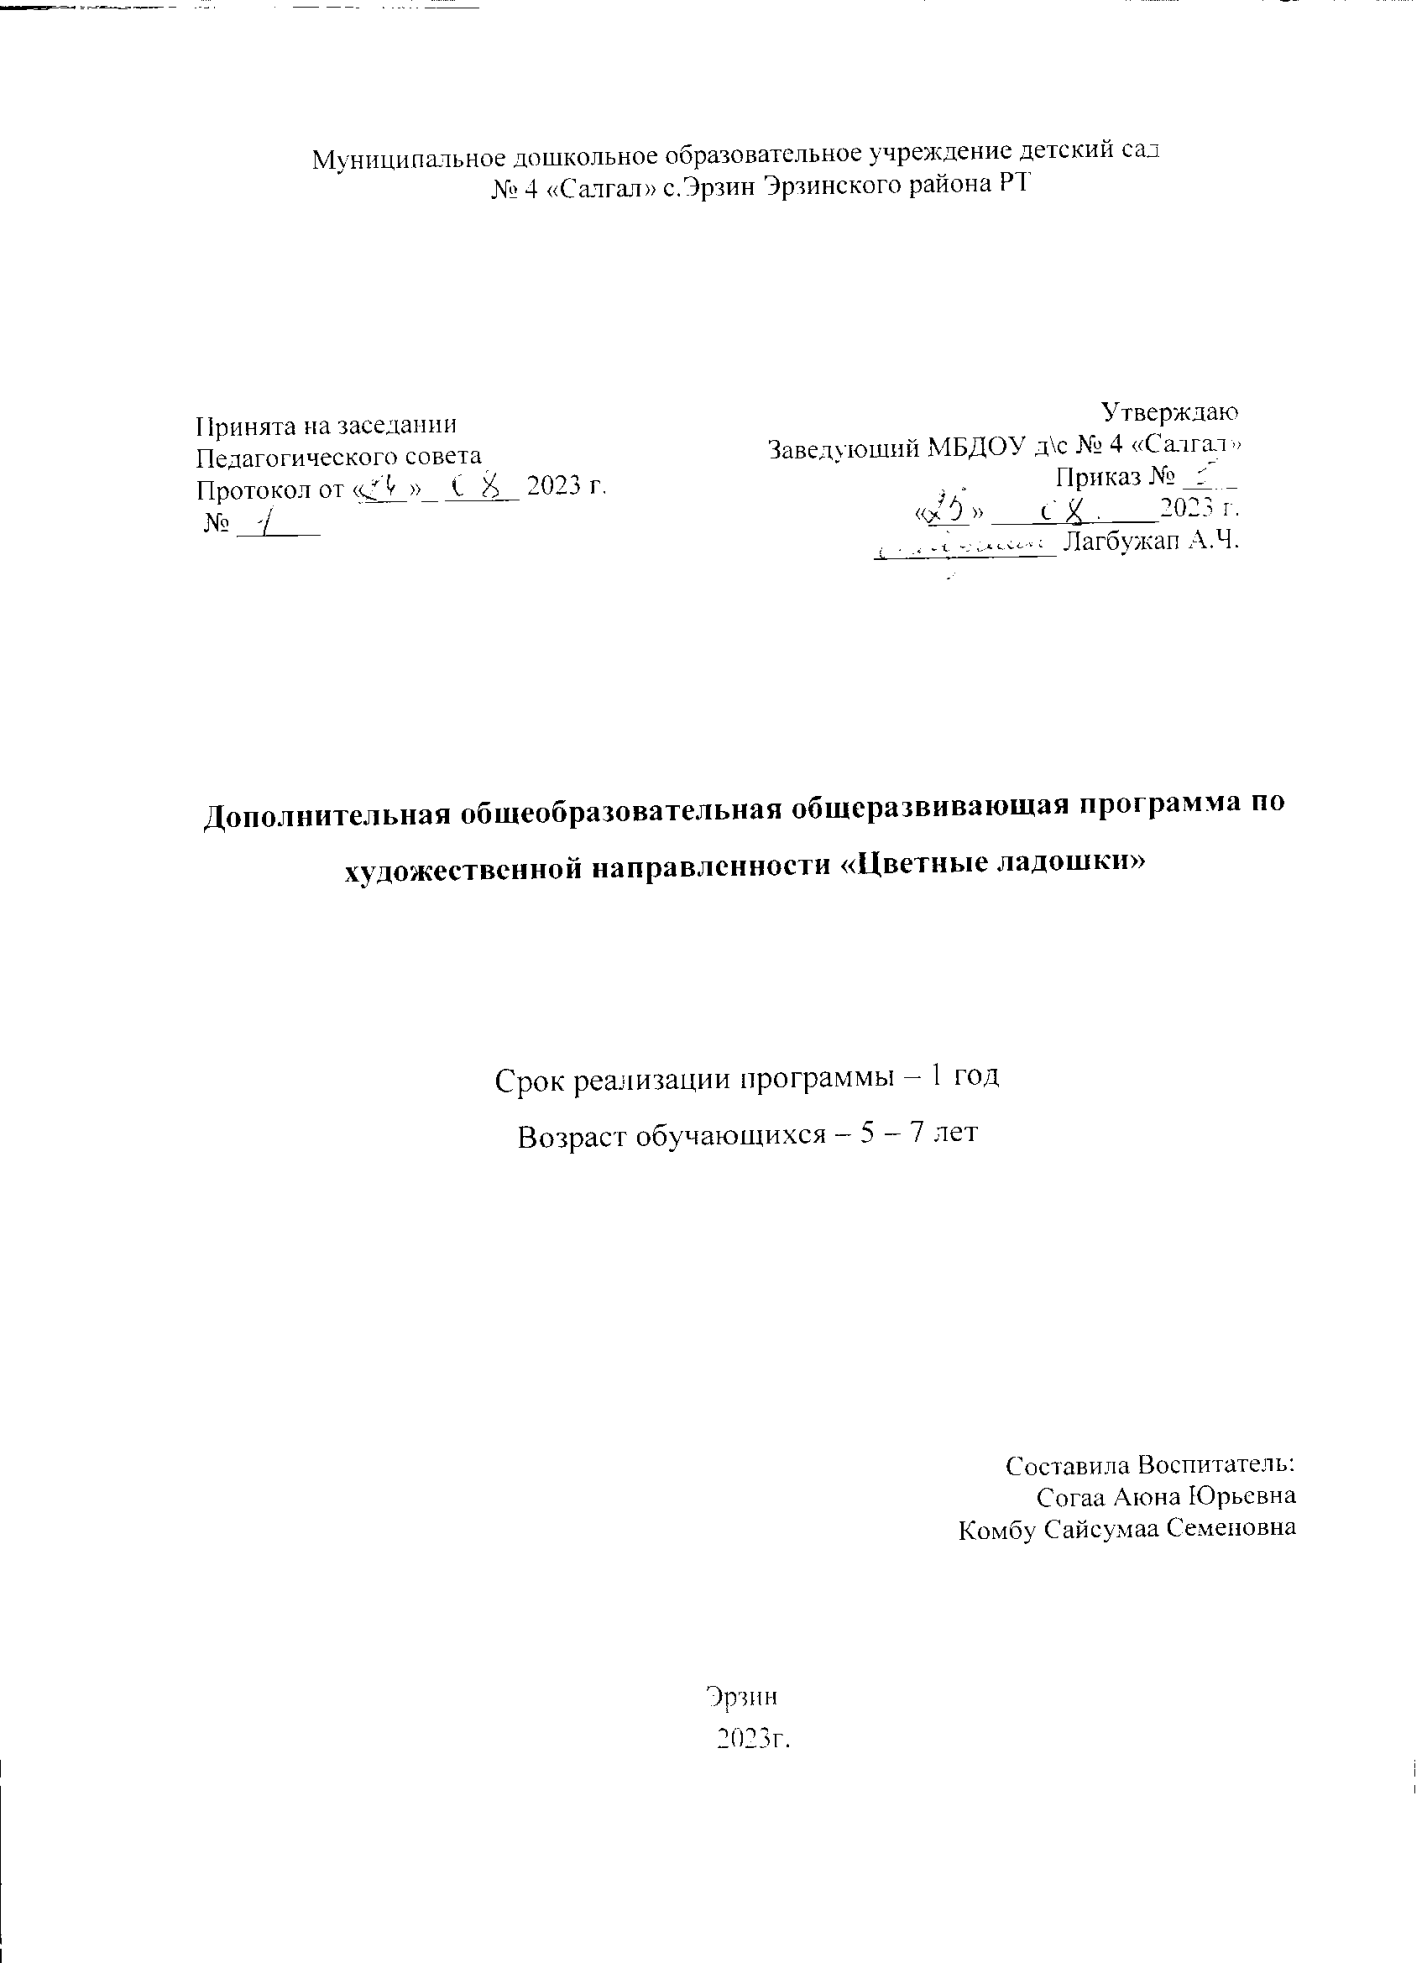 Муниципальное дошкольное образовательное учреждение детский сад
№ 4 «Салгал» с.Эрзин Эрзинского района РТ
Принята на заседании
Педагогического совета
Протокол от «24» 08 2023 г.
№ 1
Утверждаю
Заведующий МБДОУ д\с № 4 «Салгал»
Приказ №
«25» 08. 2023 г.
Лагбужап А.Ч.
Дополнительная общеобразовательная общеразвивающая программа по
художественной направленности «Цветные ладошки»
Срок реализации программы – 1 год
Возраст обучающихся – 5 – 7 лет
Составила Воспитатель:
Согаа Аюна Юрьевна
Комбу Сайсумаа Семеновна
Эрзин
2023г.